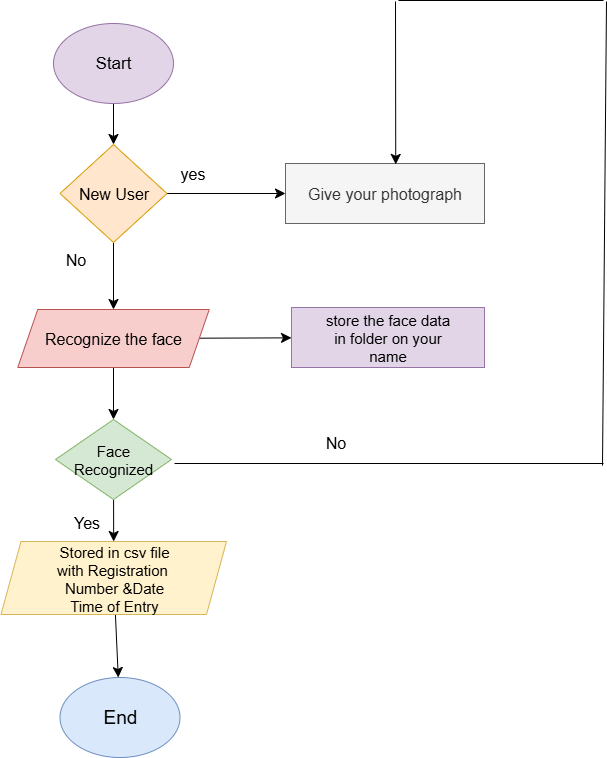 Start
New User
yes
Give your photograph
No
Recognize the face
store the face data
in folder on your
name
Face
Recognized
No
Yes
Stored in csv file
with Registration
Number &Date
Time of Entry
End